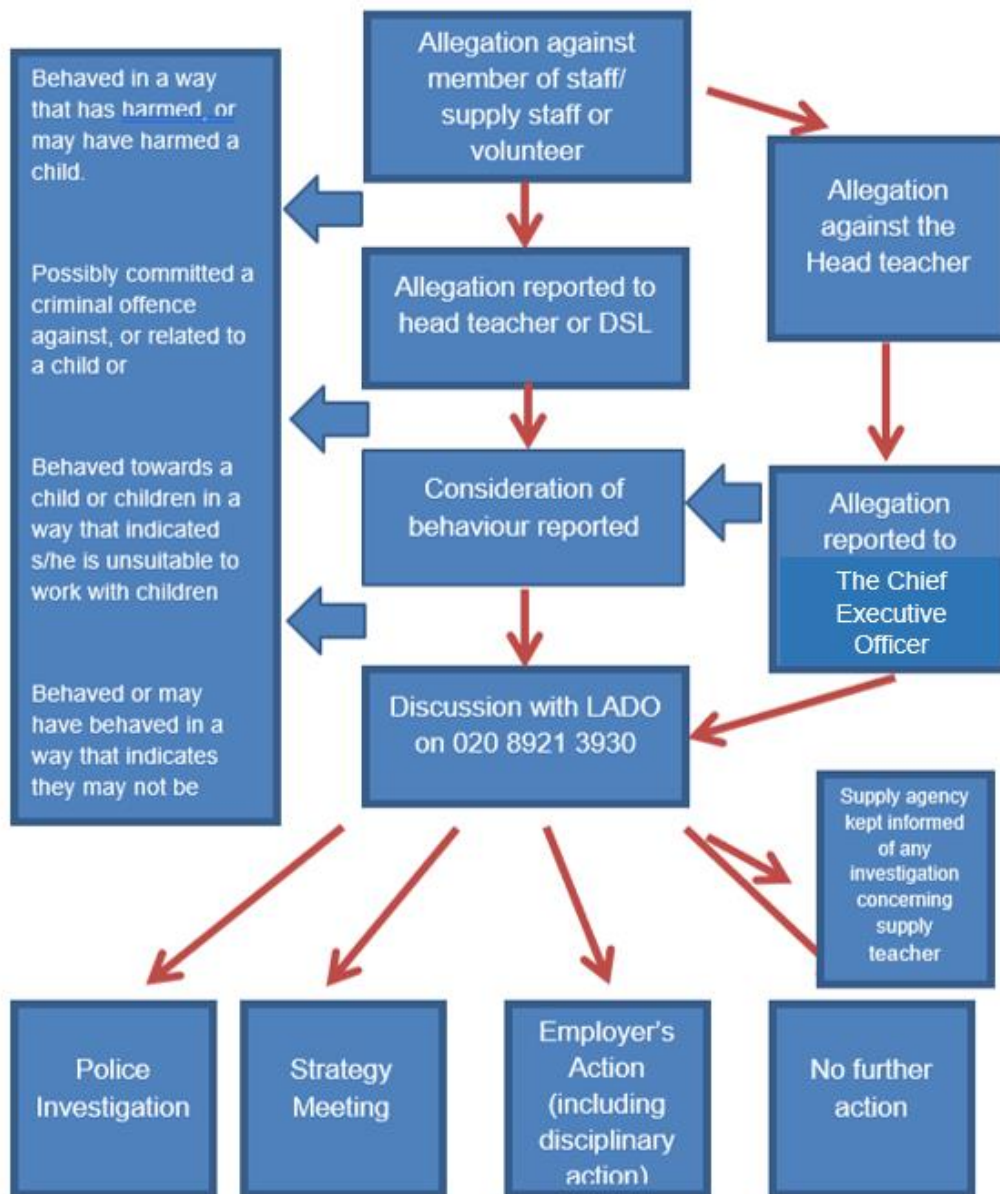 Allegation against
member of staff/
supply staff or
volunteer
Behaved in a way
that has harmed, or
may have harmed a
child.
Possibly committed a
criminal offence
against, or related to
a child or
Behaved towards a
child or children in a
way that indicated
s/he is unsuitable to
work with children
Behaved or may
have behaved in a
way that indicates
they may not be
Allegation reported to
head teacher or DSL
Allegation
against the
Head teacher
Consideration of
behaviour reported
Allegation
reported to
The Chief
Executive
Officer
Discussion with LADO
on 020 8921 3930
Supply agency
kept informed
of any
investigation
concerning
supply
teacher
Police
Investigation
Strategy
Meeting
Employer’s
Action
(including
disciplinary
action)
No further
action